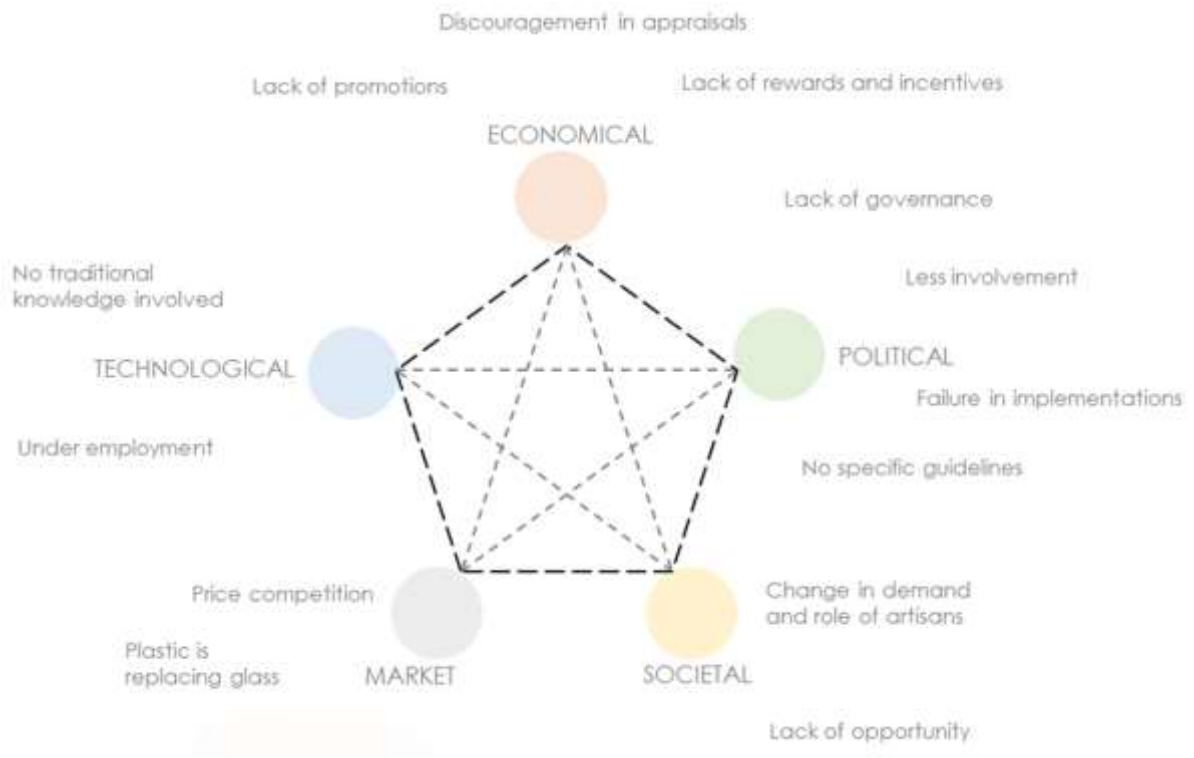 Discouragement in appraisals
Lack of promotions
Lack of rewards and incentives
ECONOMICAL
Lack of governance
No traditional
knowledge involved
Less involvement
TECHNOLOGICAL
POLITICAL
Failure in implementations
Under employment
No specific guidelines
Price competition
Change in demand
and role of artisans
Plastic is
replacing glass
MARKET
SOCIETAL
Lack of opportunity